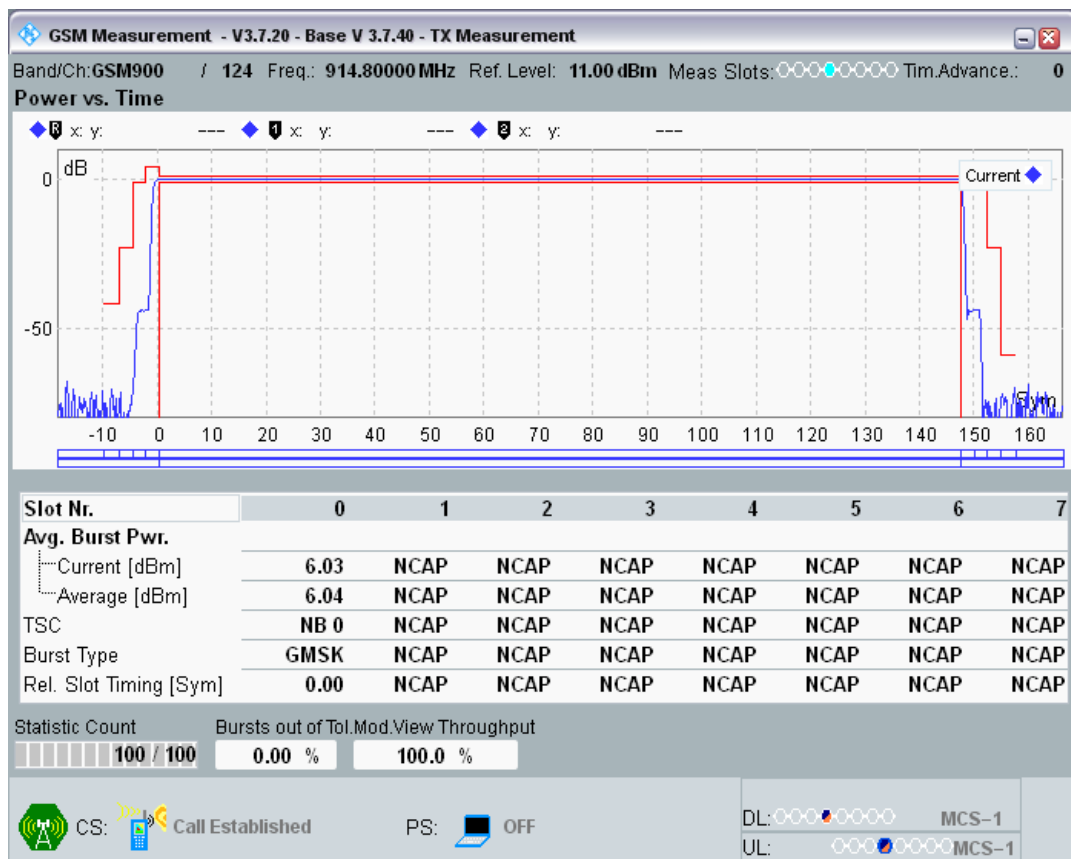 GSM Measurement - V3.7.20 - Base V 3.7.40 - TX Measurement
Band/Ch:GSM900 / 124 Freq.: 914.80000 MHz Ref. Level: 11.00 dBm Meas Slots: Tim.Advance.: 0
Power vs. Time
R x: y: --- 1 x: y: --- 2 x: y: ---
dB
Current
0
-50
Sym
-10 0 10 20 30 40 50 60 70 80 90 100 110 120 130 140 150 160
Slot Nr. 0 1 2 3 4 5 6 7
Avg. Burst Pwr.
Current [dBm] 6.03 NCAP NCAP NCAP NCAP NCAP NCAP NCAP
Average [dBm] 6.04 NCAP NCAP NCAP NCAP NCAP NCAP NCAP
TSC NB 0 NCAP NCAP NCAP NCAP NCAP NCAP NCAP
Burst Type GMSK NCAP NCAP NCAP NCAP NCAP NCAP NCAP
Rel. Slot Timing [Sym] 0.00 NCAP NCAP NCAP NCAP NCAP NCAP NCAP
Statistic Count Bursts out of Tol.Mod.View Throughput
100 / 100 0.00 % 100.0 %
CS: Call Established PS: OFF
DL: MCS-1
UL: MCS-1